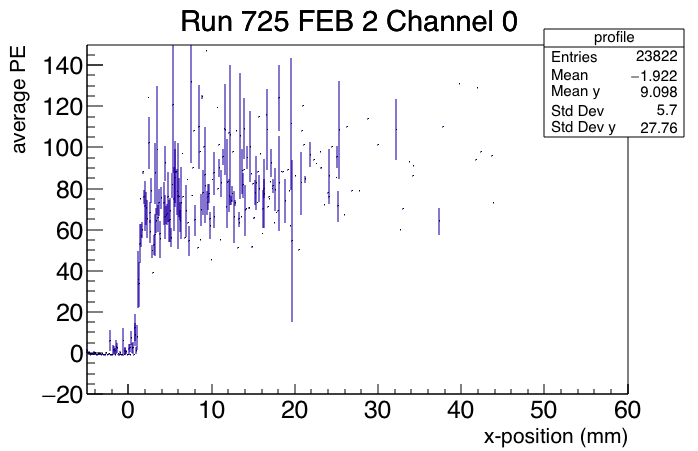 Run 725 FEB 2 Channel 0
profile
Entries 23822
Mean −1.922
Mean y 9.098
Std Dev 5.7
Std Dev y 27.76
average PE
140
120
100
80
60
40
20
0
−20
0 10 20 30 40 50 60
x-position (mm)